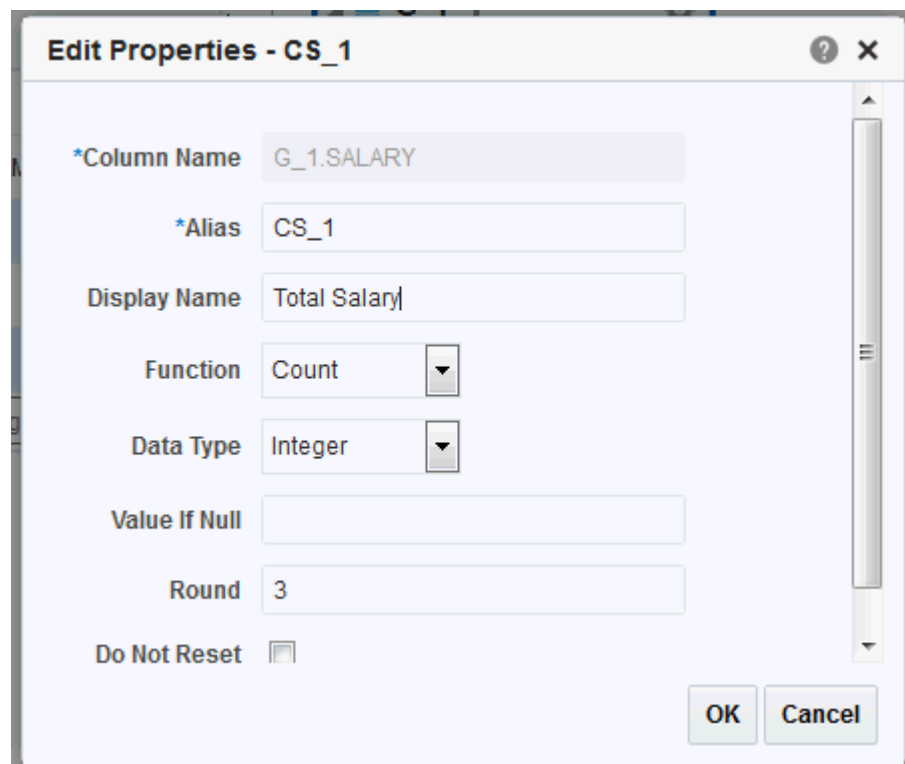 Edit Properties - CS_1
*Column Name G_1.SALARY
*Alias CS_1
Display Name Total Salary
Function Count
Data Type Integer
Value If Null
Round 3
Do Not Reset
OK Cancel